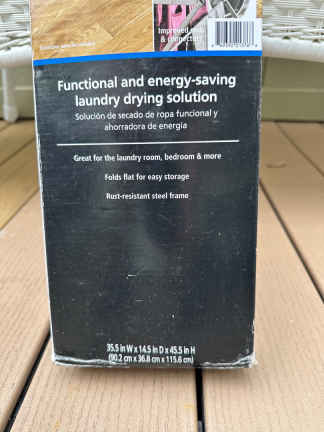 Improved
& connectors
Functional and energy-saving
laundry drying solution
Solución de secado de ropa funcional y
ahorradora de energía
Great for the laundry room, bedroom & more
Folds flat for easy storage
Rust-resistant steel frame
35.5 in W x 14.5 in D x 45.5 in H
(90.2 cm x 36.8 cm x 115.6 cm)